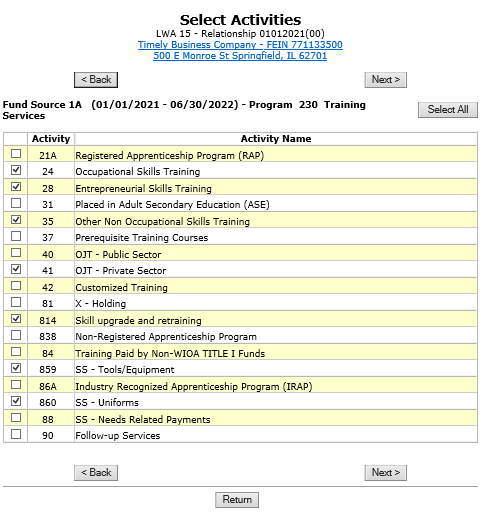 Select Activities
LWA 15 - Relationship 01012021(00)
Timely Business Company - FEIN 771133500
500 E Monroe St Springfield, IL 62701
< Back Next >
Fund Source 1A (01/01/2021 - 06/30/2022) - Program 230 Training
Services
Select All
Activity Activity Name
21A Registered Apprenticeship Program (RAP)
24 Occupational Skills Training
28 Entrepreneurial Skills Training
31 Placed in Adult Secondary Education (ASE)
35 Other Non Occupational Skills Training
37 Prerequisite Training Courses
40 OJT - Public Sector
41 OJT - Private Sector
42 Customized Training
81 X - Holding
814 Skill upgrade and retraining
838 Non-Registered Apprenticeship Program
84 Training Paid by Non-WIOA TITLE I Funds
859 SS - Tools/Equipment
86A Industry Recognized Apprenticeship Program (IRAP)
860 SS - Uniforms
88 SS - Needs Related Payments
90 Follow-up Services
< Back Next >
Return